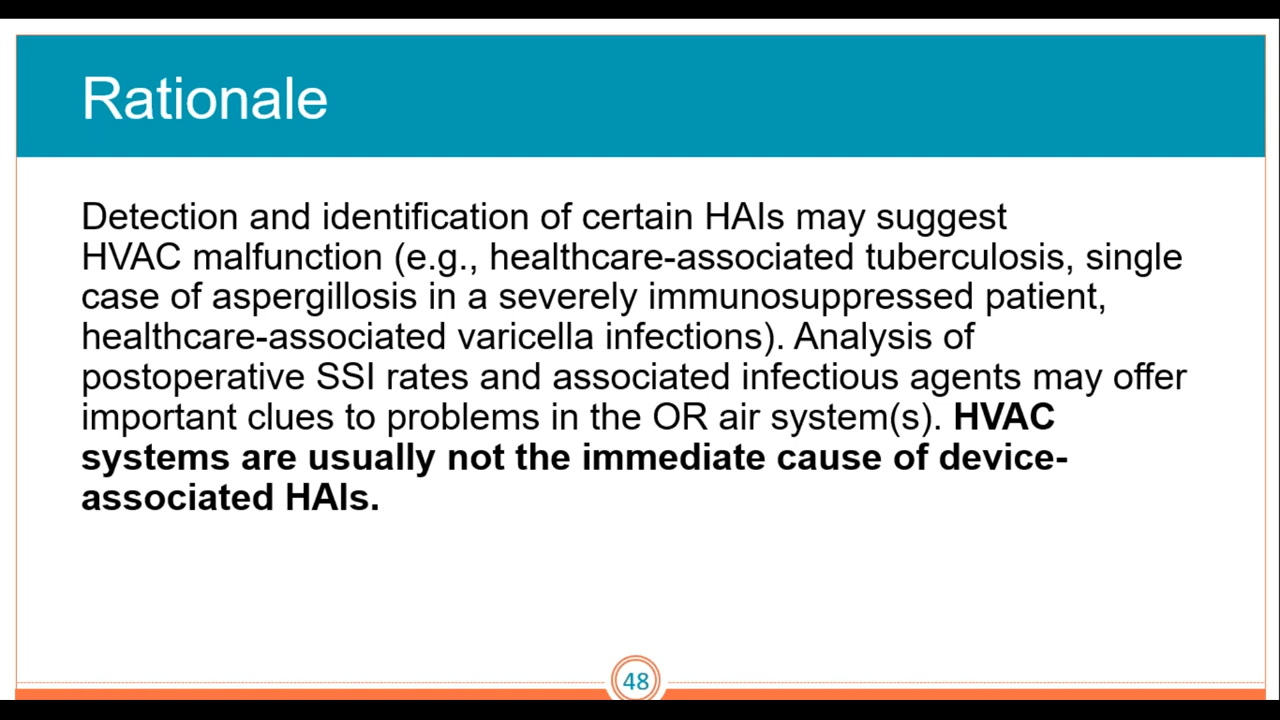 Rationale
Detection and identification of certain HAIs may suggest
HVAC malfunction (e.g., healthcare-associated tuberculosis, single
case of aspergillosis in a severely immunosuppressed patient,
healthcare-associated varicella infections). Analysis of
postoperative SSI rates and associated infectious agents may offer
important clues to problems in the OR air system(s). HVAC
systems are usually not the immediate cause of device-
associated HAIs.
48